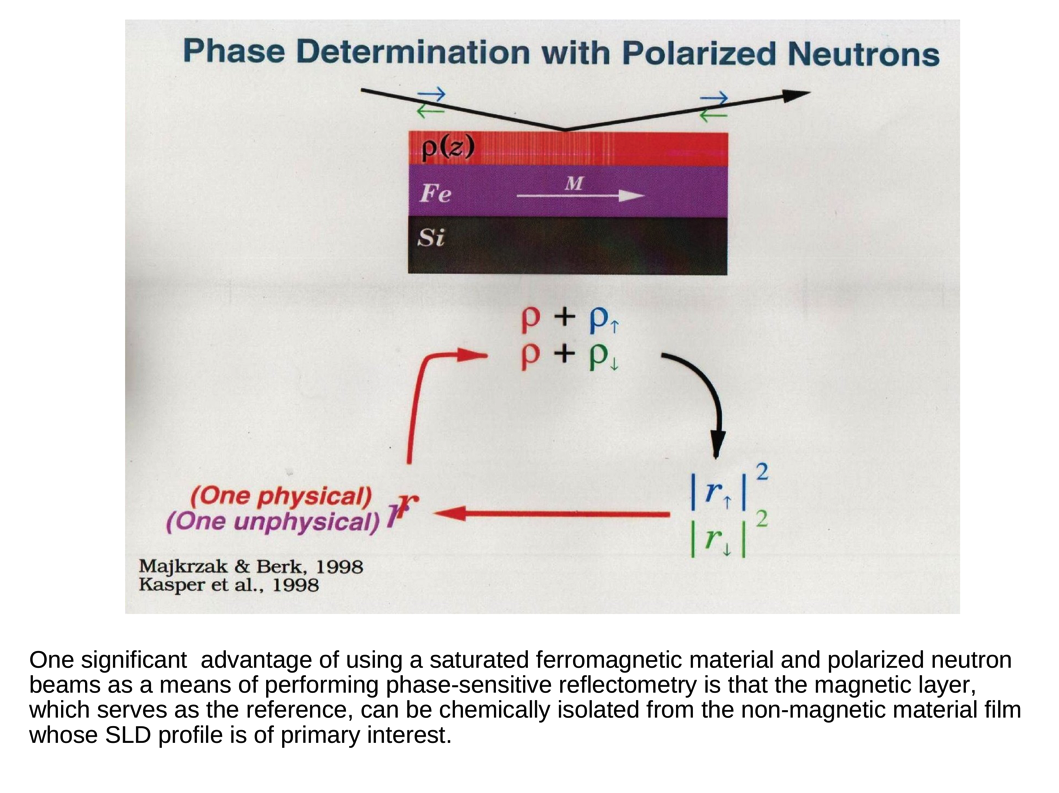 Phase Determination with Polarized Neutrons
ρ(z)
Fe
M
Si
ρ + ρ↑
ρ + ρ↓
|r↑|²
|r↓|²
(One physical) r
(One unphysical) r
Majkrzak & Berk, 1998
Kasper et al., 1998
One significant  advantage of using a saturated ferromagnetic material and polarized neutron
beams as a means of performing phase-sensitive reflectometry is that the magnetic layer,
which serves as the reference, can be chemically isolated from the non-magnetic material film
whose SLD profile is of primary interest.